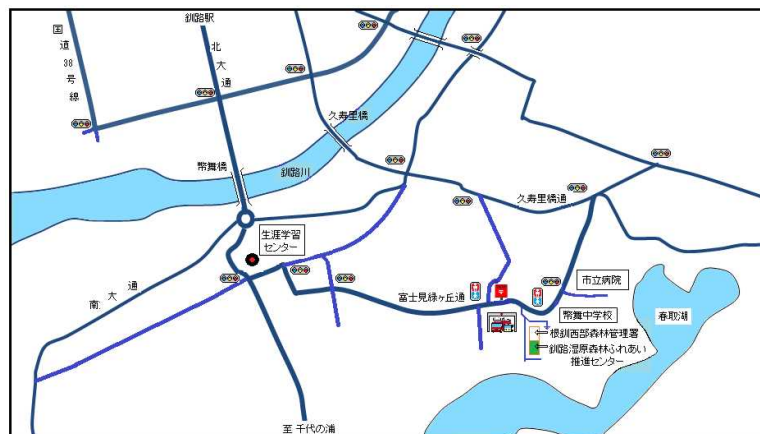 釧路駅
国道38号線
北大通
久寿里橋
幣舞橋
釧路川
久寿里橋通
生涯学習
センター
南大通
富士見緑ヶ丘通
市立病院
春取湖
幣舞中学校
根釧西部森林管理署
釧路湿原森林ふれあい
推進センター
至 千代の浦